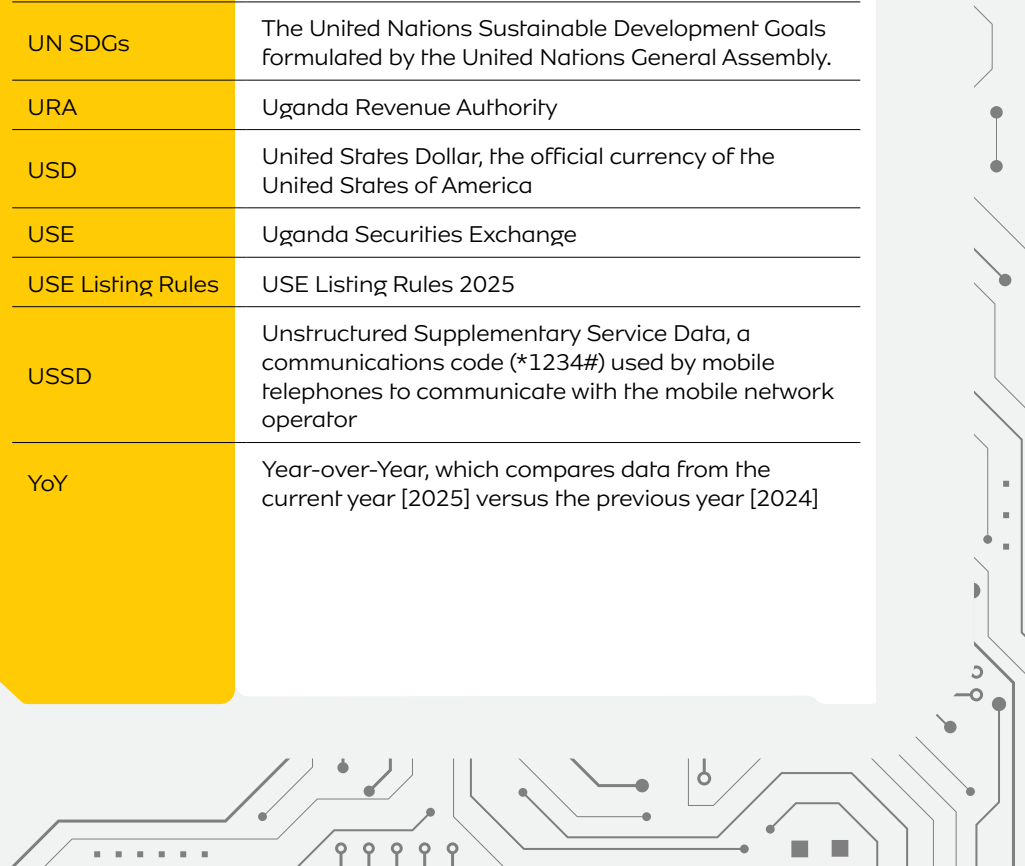 UN SDGs
The United Nations Sustainable Development Goals
formulated by the United Nations General Assembly.
URA
Uganda Revenue Authority
USD
United States Dollar, the official currency of the
United States of America
USE
Uganda Securities Exchange
USE Listing Rules
USE Listing Rules 2025
USSD
Unstructured Supplementary Service Data, a
communications code (*1234#) used by mobile
telephones to communicate with the mobile network
operator
YoY
Year-over-Year, which compares data from the
current year [2025] versus the previous year [2024]